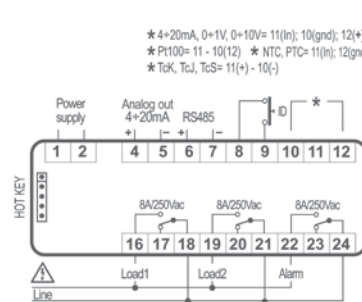 * 4÷20mA, 0÷1V, 0÷10V= 11(In); 10(gnd); 12(+)
* Pt100= 11 - 10(12) * NTC, PTC= 11(In); 12(gnd
* TcK, TcJ, TcS= 11(+) - 10(-)
Power supply
Analog out 4÷20mA
RS485
ID
*
+ - + -
1 2 4 5 6 7 8 9 10 11 12
HOT KEY
8A/250Vac 8A/250Vac 8A/250Vac
16 17 18 19 20 21 22 23 24
Load1 Load2 Alarm
Line